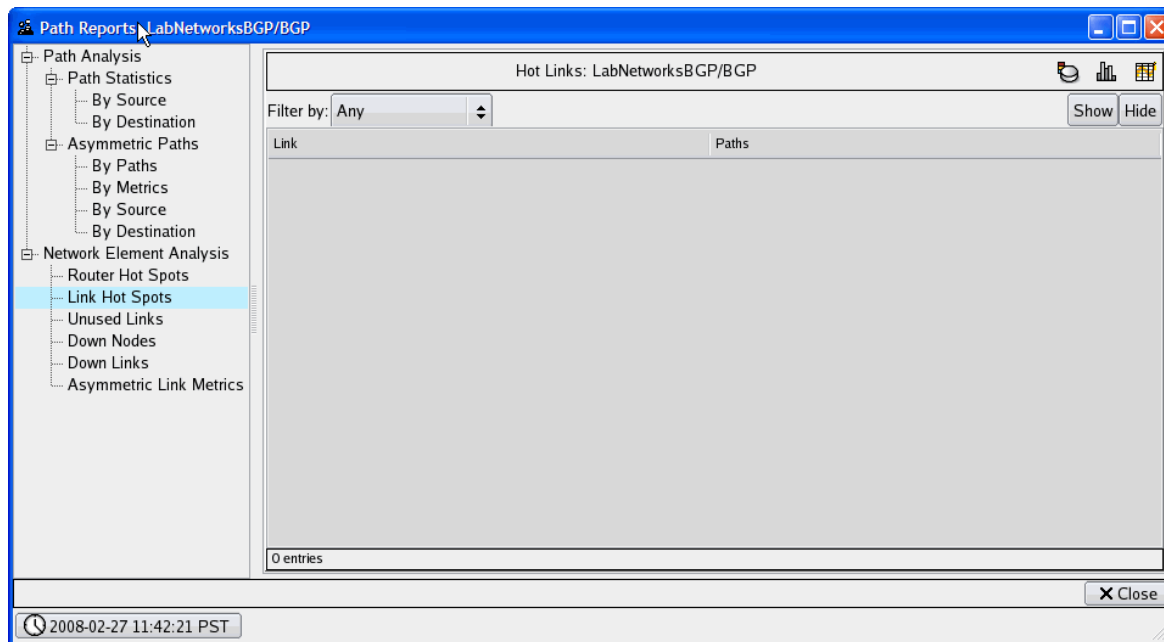 Path Reports: LabNetworksBGP/BGP
Path Analysis
Path Statistics
By Source
By Destination
Asymmetric Paths
By Paths
By Metrics
By Source
By Destination
Network Element Analysis
Router Hot Spots
Link Hot Spots
Unused Links
Down Nodes
Down Links
Asymmetric Link Metrics
Hot Links: LabNetworksBGP/BGP
Filter by: Any Show Hide
Link Paths
0 entries
Close
2008-02-27 11:42:21 PST